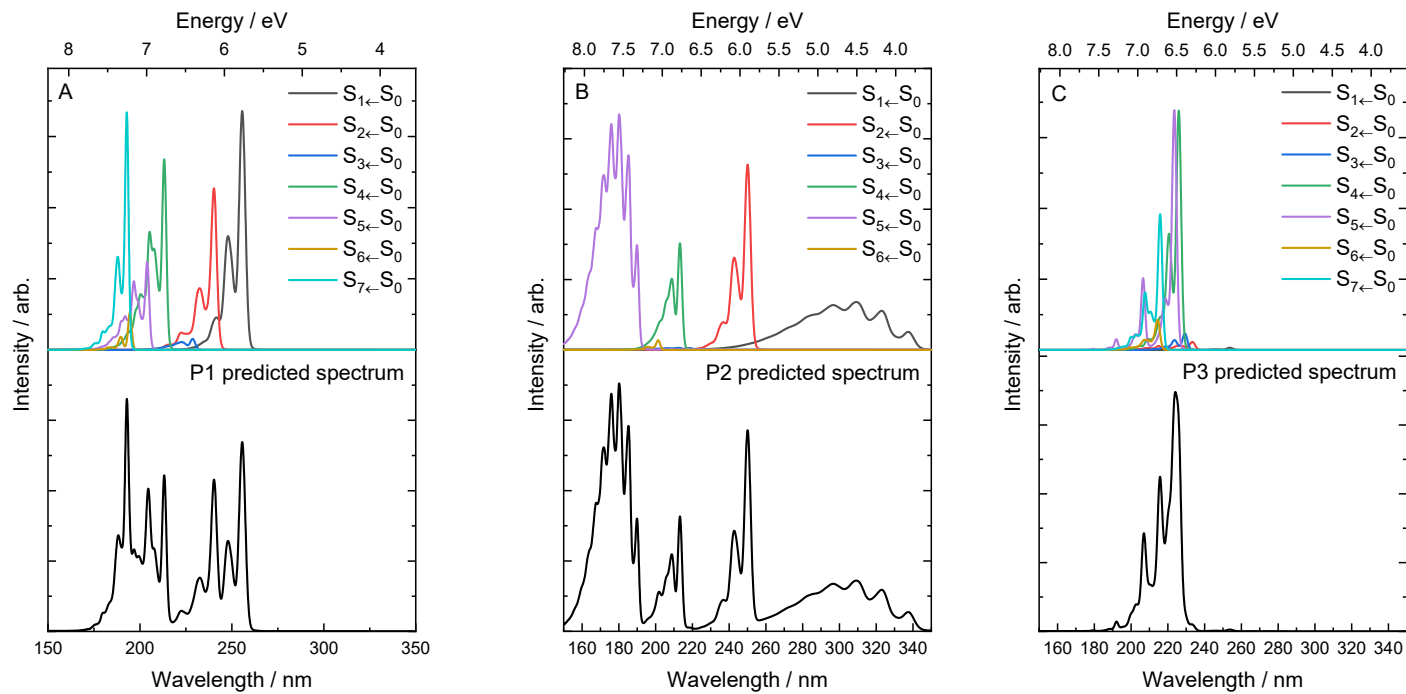 Energy / eV
8 7 6 5 4
A
S1←S0
S2←S0
S3←S0
S4←S0
S5←S0
S6←S0
S7←S0
P1 predicted spectrum
Intensity / arb.
150 200 250 300 350
Wavelength / nm
Energy / eV
8.0 7.5 7.0 6.5 6.0 5.5 5.0 4.5 4.0
B
S1←S0
S2←S0
S3←S0
S4←S0
S5←S0
S6←S0
P2 predicted spectrum
Intensity / arb.
160 180 200 220 240 260 280 300 320 340
Wavelength / nm
Energy / eV
8.0 7.5 7.0 6.5 6.0 5.5 5.0 4.5 4.0
C
S1←S0
S2←S0
S3←S0
S4←S0
S5←S0
S6←S0
S7←S0
P3 predicted spectrum
Intensity / arb.
160 180 200 220 240 260 280 300 320 340
Wavelength / nm